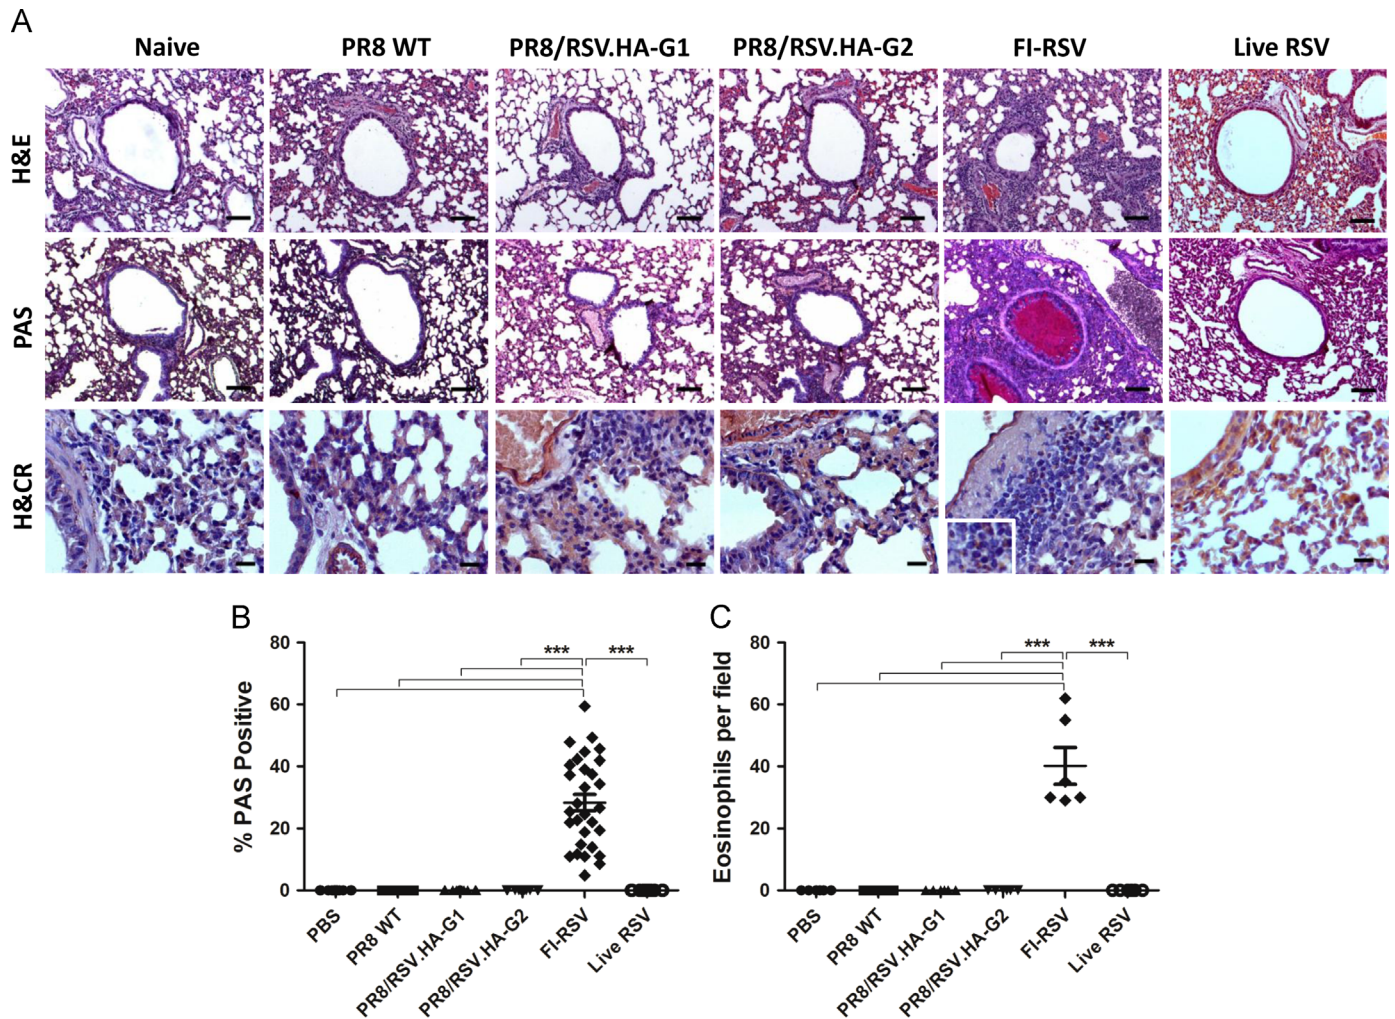 A
Naive
PR8 WT
PR8/RSV.HA-G1
PR8/RSV.HA-G2
FI-RSV
Live RSV
H&E
PAS
H&CR
B
% PAS Positive
80
60
40
20
0
***
***
PBS
PR8 WT
PR8/RSV.HA-G1
PR8/RSV.HA-G2
FI-RSV
Live RSV
C
Eosinophils per field
80
60
40
20
0
***
***
PBS
PR8 WT
PR8/RSV.HA-G1
PR8/RSV.HA-G2
FI-RSV
Live RSV